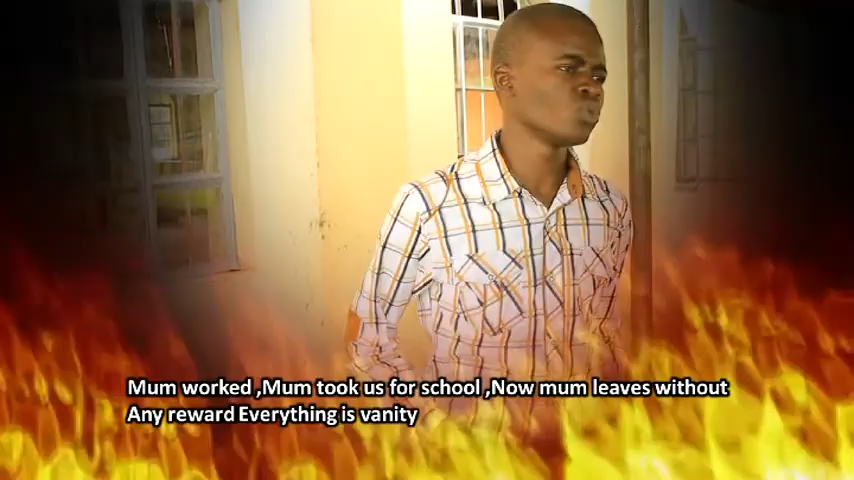 Mum worked ,Mum took us for school ,Now mum leaves without
Any reward Everything is vanity